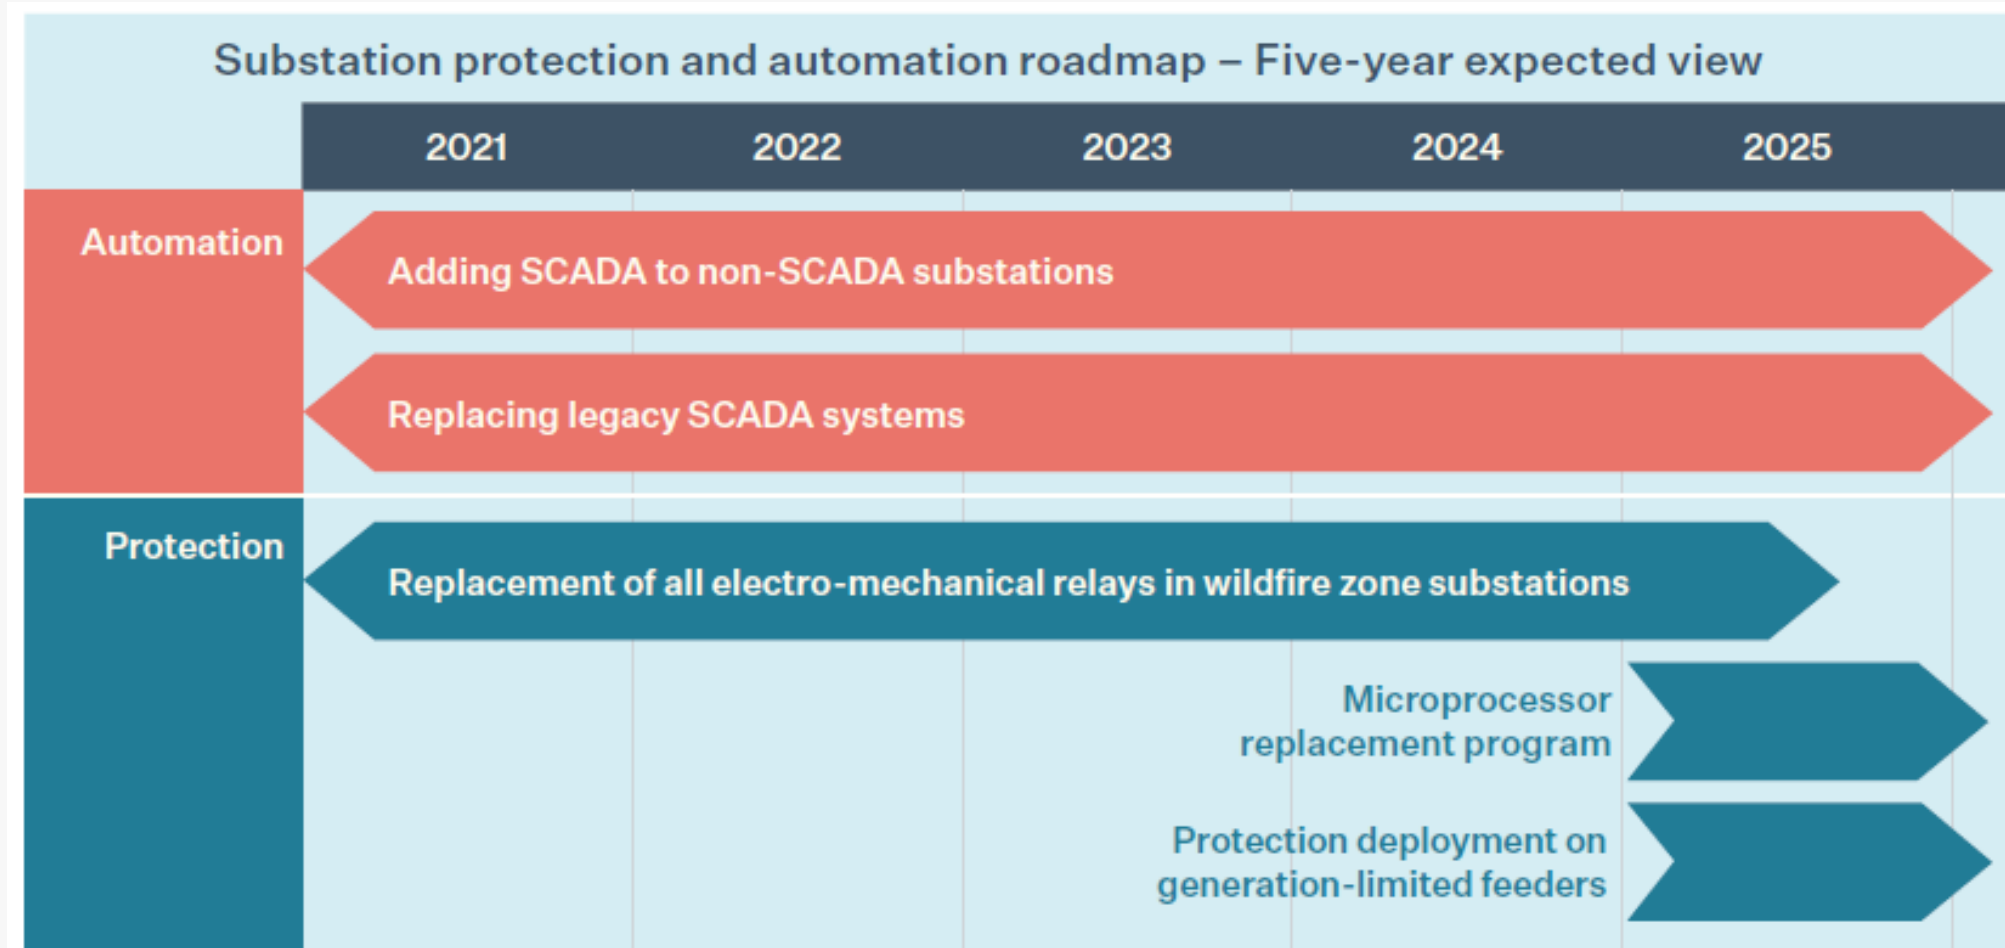 Substation protection and automation roadmap – Five-year expected view
2021 2022 2023 2024 2025
Automation
Adding SCADA to non-SCADA substations
Replacing legacy SCADA systems
Protection
Replacement of all electro-mechanical relays in wildfire zone substations
Microprocessor
replacement program
Protection deployment on
generation-limited feeders